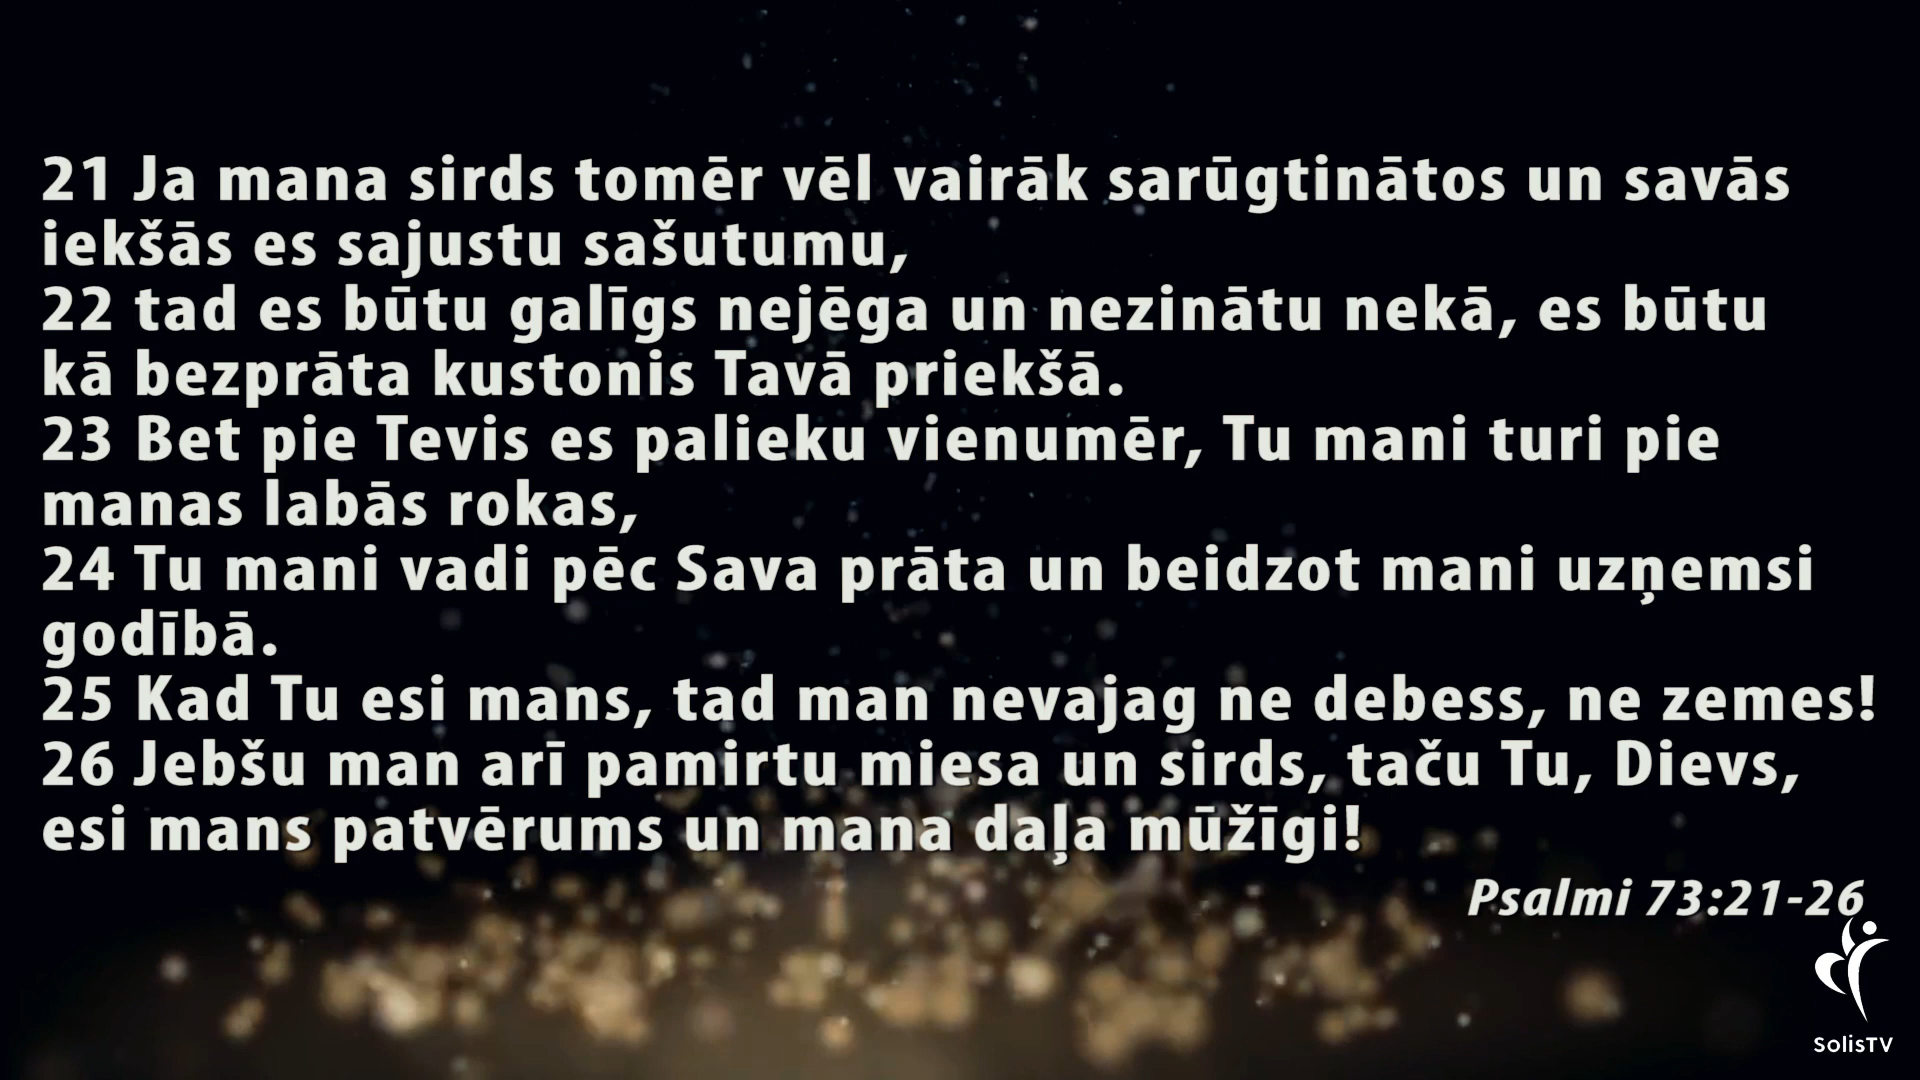 21 Ja mana sirds tomēr vēl vairāk sarūgtinātos un savās
iekšās es sajustu sašutumu,
22 tad es būtu galīgs nejēga un nezinātu nekā, es būtu
kā bezprāta kustonis Tavā priekšā.
23 Bet pie Tevis es palieku vienumēr, Tu mani turi pie
manas labās rokas,
24 Tu mani vadi pēc Sava prāta un beidzot mani uzņemsi
godībā.
25 Kad Tu esi mans, tad man nevajag ne debess, ne zemes!
26 Jebšu man arī pamirtu miesa un sirds, taču Tu, Dievs,
esi mans patvērums un mana daļa mūžīgi!
Psalmi 73:21-26
SolisTV